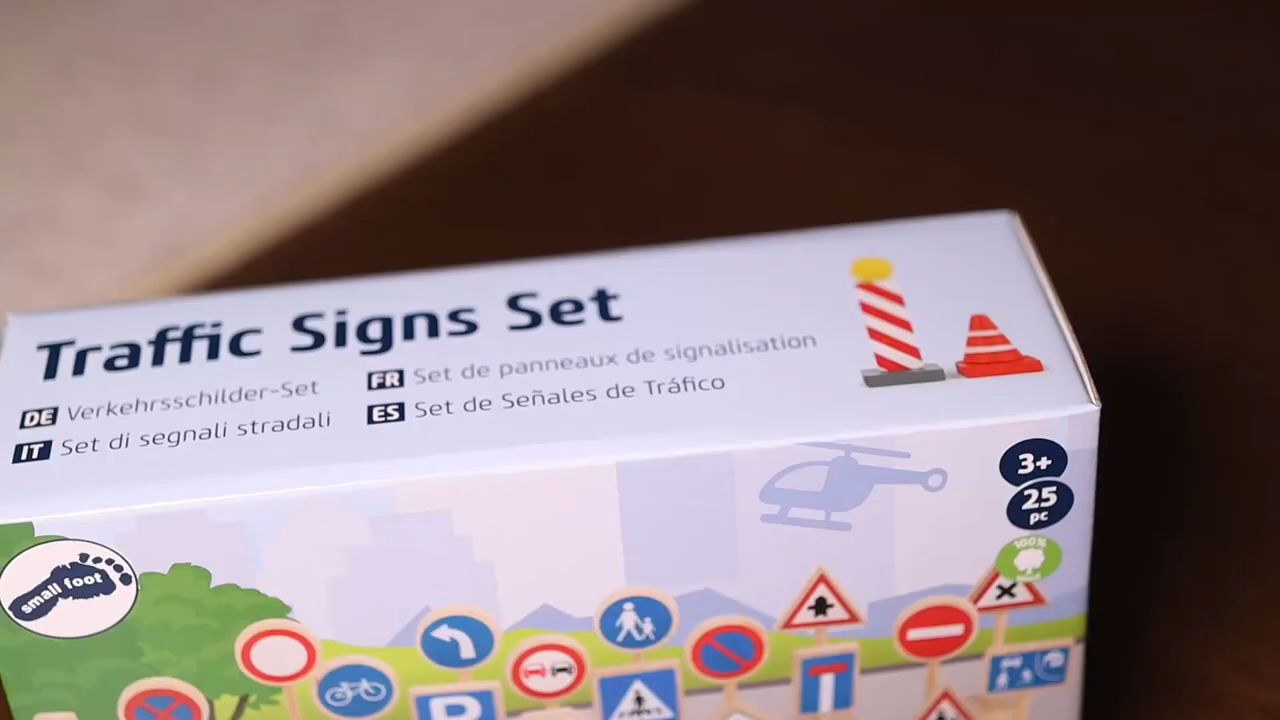 Traffic Signs Set
DE Verkehrsschilder-Set
FR Set de panneaux de signalisation
IT Set di segnali stradali
ES Set de Señales de Tráfico
3+
25
pc
100%
small foot
P